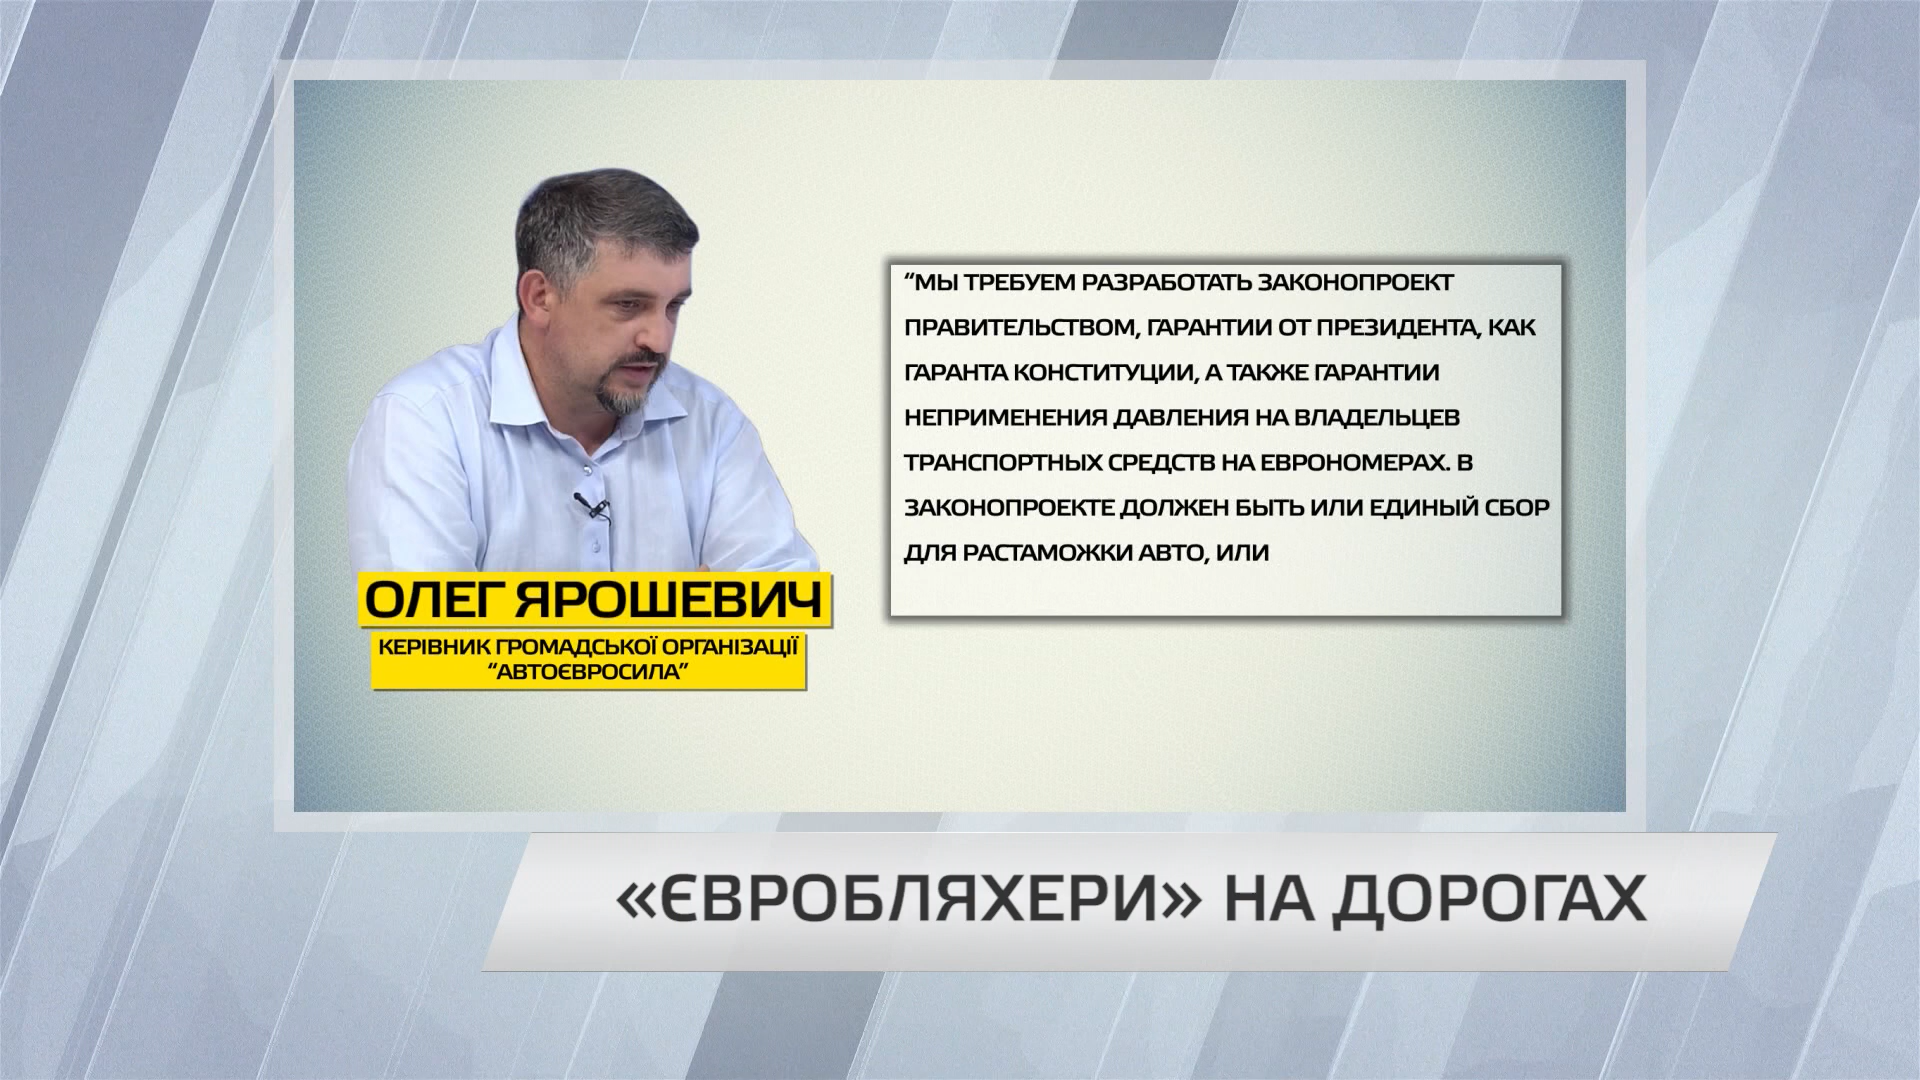 “МЫ ТРЕБУЕМ РАЗРАБОТАТЬ ЗАКОНОПРОЕКТ
ПРАВИТЕЛЬСТВОМ, ГАРАНТИИ ОТ ПРЕЗИДЕНТА, КАК
ГАРАНТА КОНСТИТУЦИИ, А ТАКЖЕ ГАРАНТИИ
НЕПРИМЕНЕНИЯ ДАВЛЕНИЯ НА ВЛАДЕЛЬЦЕВ
ТРАНСПОРТНЫХ СРЕДСТВ НА ЕВРОНОМЕРАХ. В
ЗАКОНОПРОЕКТЕ ДОЛЖЕН БЫТЬ ИЛИ ЕДИНЫЙ СБОР
ДЛЯ РАСТАМОЖКИ АВТО, ИЛИ
ОЛЕГ ЯРОШЕВИЧ
КЕРІВНИК ГРОМАДСЬКОЇ ОРГАНІЗАЦІЇ
“АВТОЄВРОСИЛА”
«ЄВРОБЛЯХЕРИ» НА ДОРОГАХ